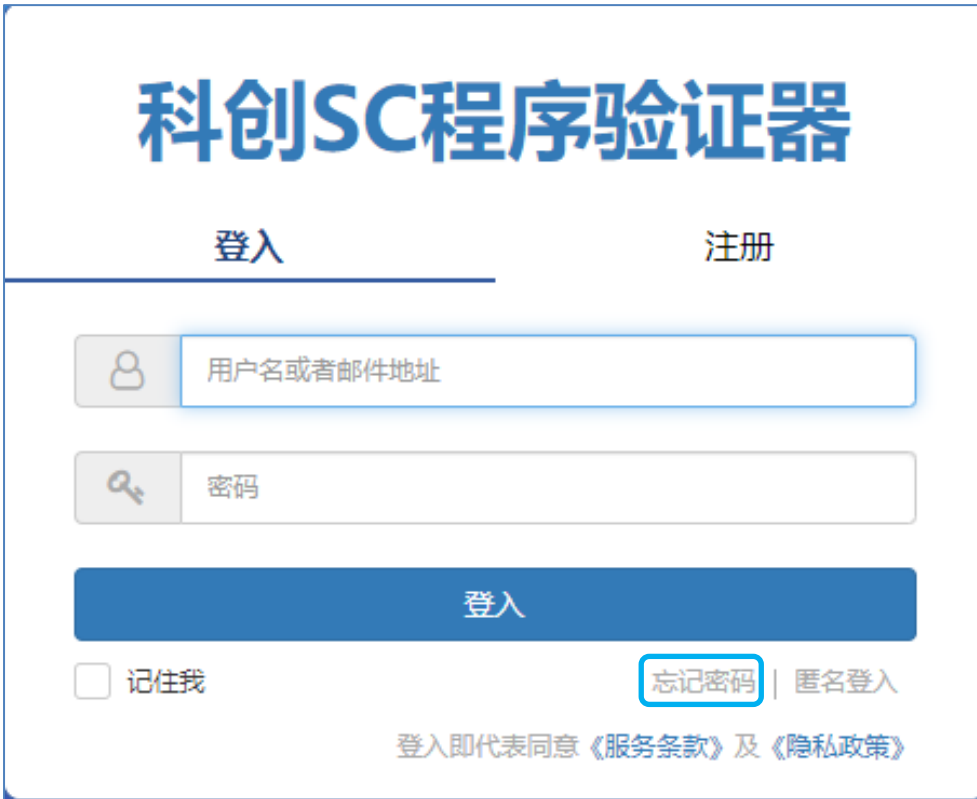 科创SC程序验证器
登入 注册
用户名或者邮件地址
密码
登入
记住我 忘记密码 | 匿名登入
登入即代表同意《服务条款》及《隐私政策》